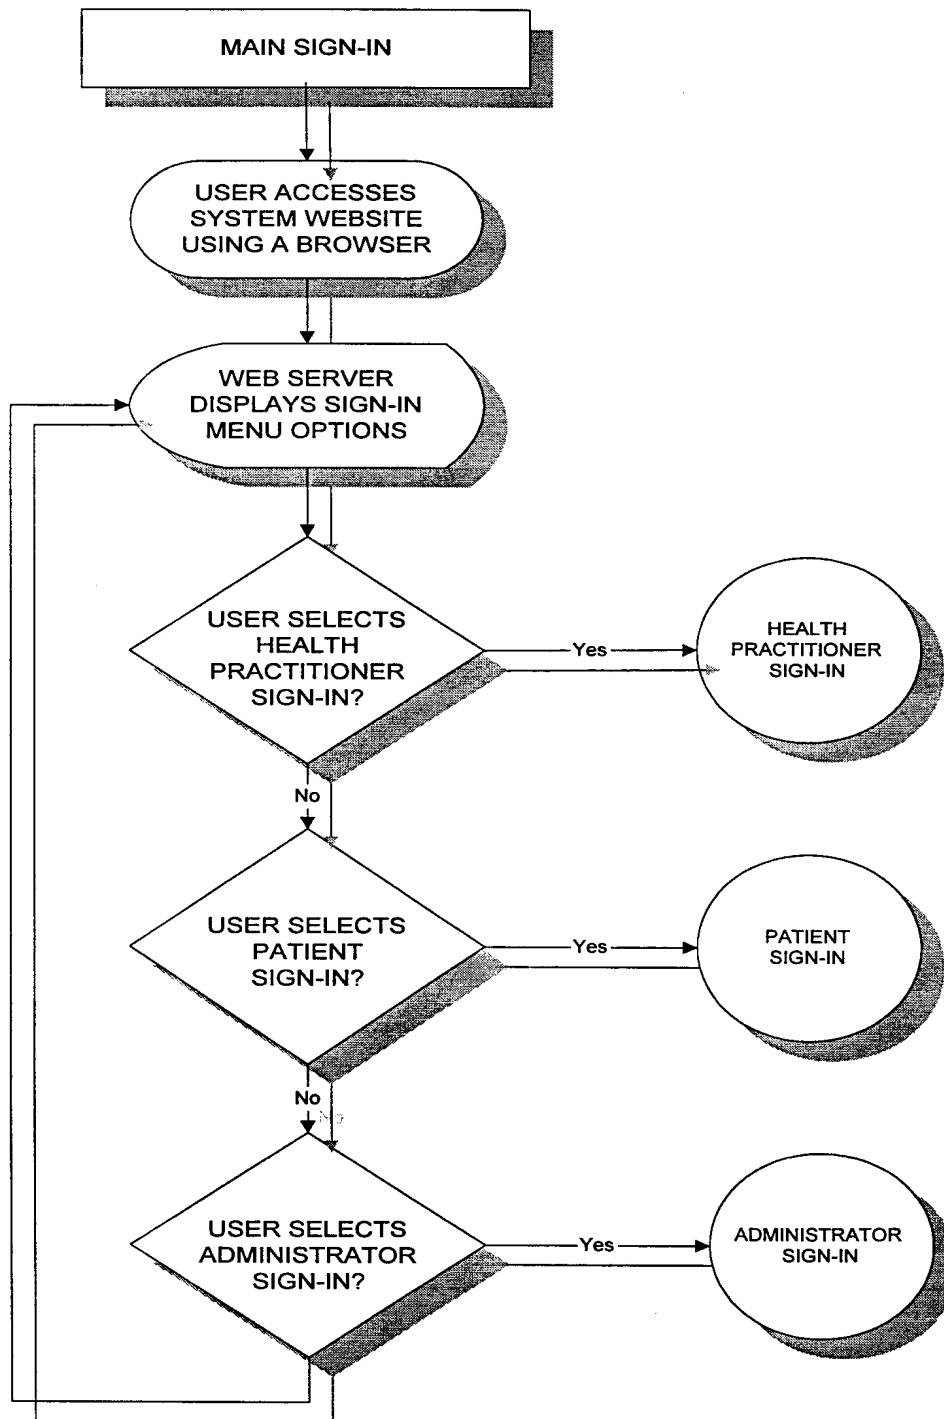 MAIN SIGN-IN
USER ACCESSES
SYSTEM WEBSITE
USING A BROWSER
WEB SERVER
DISPLAYS SIGN-IN
MENU OPTIONS
USER SELECTS
HEALTH
PRACTITIONER
SIGN-IN?
Yes
HEALTH
PRACTITIONER
SIGN-IN
No
USER SELECTS
PATIENT
SIGN-IN?
Yes
PATIENT
SIGN-IN
No
No
USER SELECTS
ADMINISTRATOR
SIGN-IN?
Yes
ADMINISTRATOR
SIGN-IN